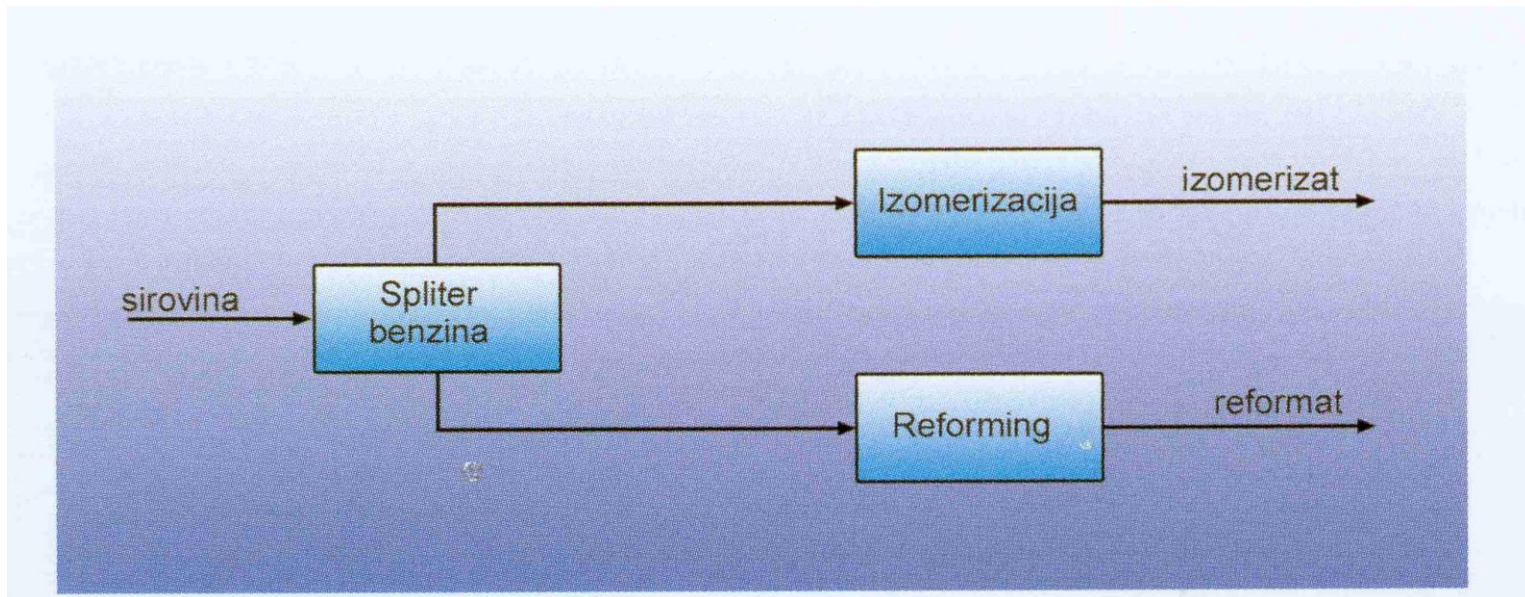 sirovina
Spliter
benzina
Izomerizacija
izomerizat
Reforming
reformat